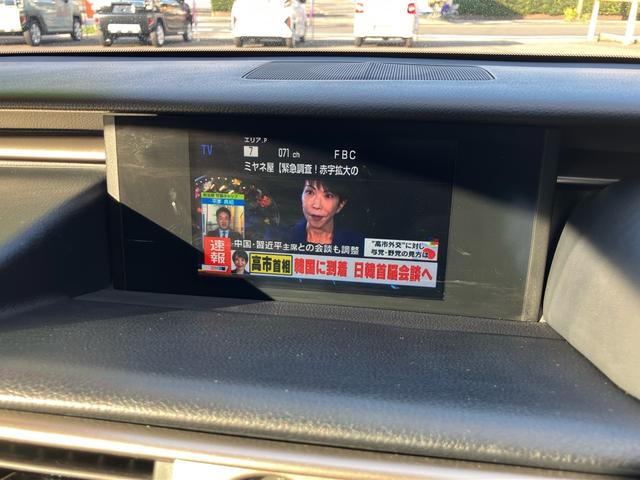 エリア P
TV 7 071 ch FBC
ミヤネ屋【緊急調査！赤字拡大の
中国・習近平主席との会談も調整
"高市外交"に対し
与党・野党の見方は
速報
高市首相 韓国に到着 日韓首脳会談へ